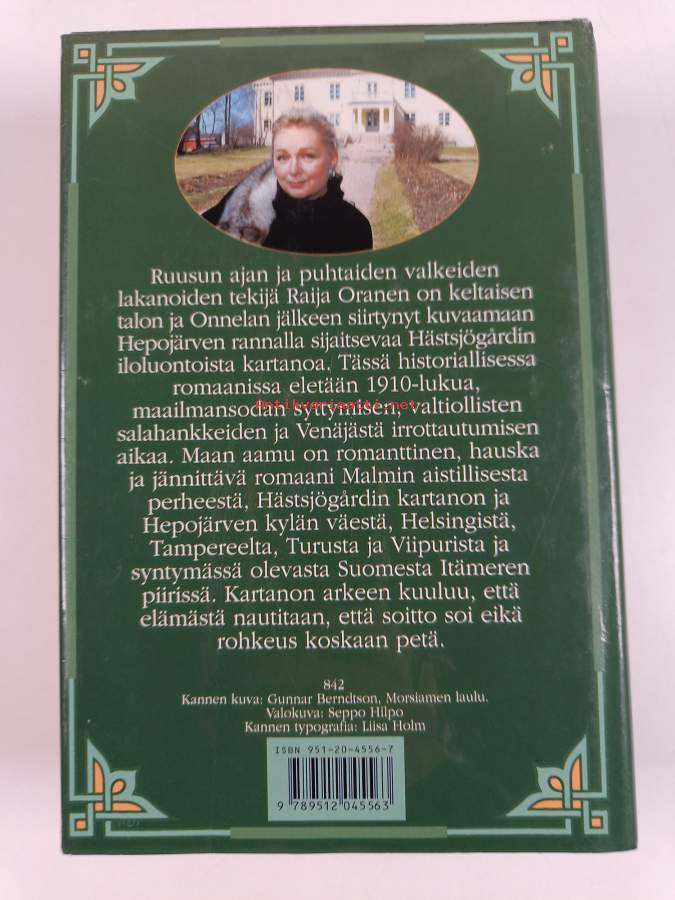 Ruusun ajan ja puhtaiden valkeiden
lakanoiden tekijä Raija Oranen on keltaisen
talon ja Onnelan jälkeen siirtynyt kuvaamaan
Hepojärven rannalla sijaitsevaa Hästsjögårdin
iloluontoista kartanoa. Tässä historiallisessa
romaanissa eletään 1910-lukua,
maailmansodan syttymisen, valtiollisten
Antikvariaatti.net
salahankkeiden ja Venäjästä irrottautumisen
aikaa. Maan aamu on romanttinen, hauska
ja jännittävä romaani Malmin aistillisesta
perheestä, Hästsjögårdin kartanon ja
Hepojärven kylän väestä, Helsingistä,
Tampereelta, Turusta ja Viipurista ja
syntymässä olevasta Suomesta Itämeren
piirissä. Kartanon arkeen kuuluu, että
elämästä nautitaan, että soitto soi eikä
rohkeus koskaan petä.
842
Kannen kuva: Gunnar Berndtson, Morsiamen laulu.
Valokuva: Seppo Hilpo
Kannen typografia: Liisa Holm
ISBN 951-20-4556-7
9 789512 045563